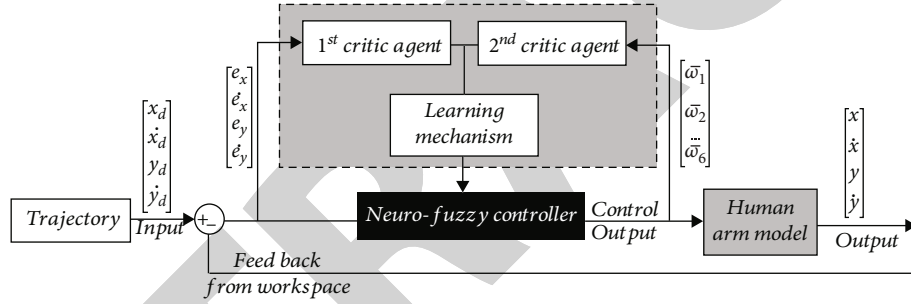 1st critic agent
2nd critic agent
Learning
mechanism
[e_x
ė_x
e_y
ė_y]
[ω̄_1
ω̄_2
...
ω̄_6]
[x_d
ẋ_d
y_d
ẏ_d]
[x
ẋ
y
ẏ]
Trajectory
Input
+
−
Neuro-fuzzy controller
Control
Output
Human
arm model
Output
Feed back
from workspace